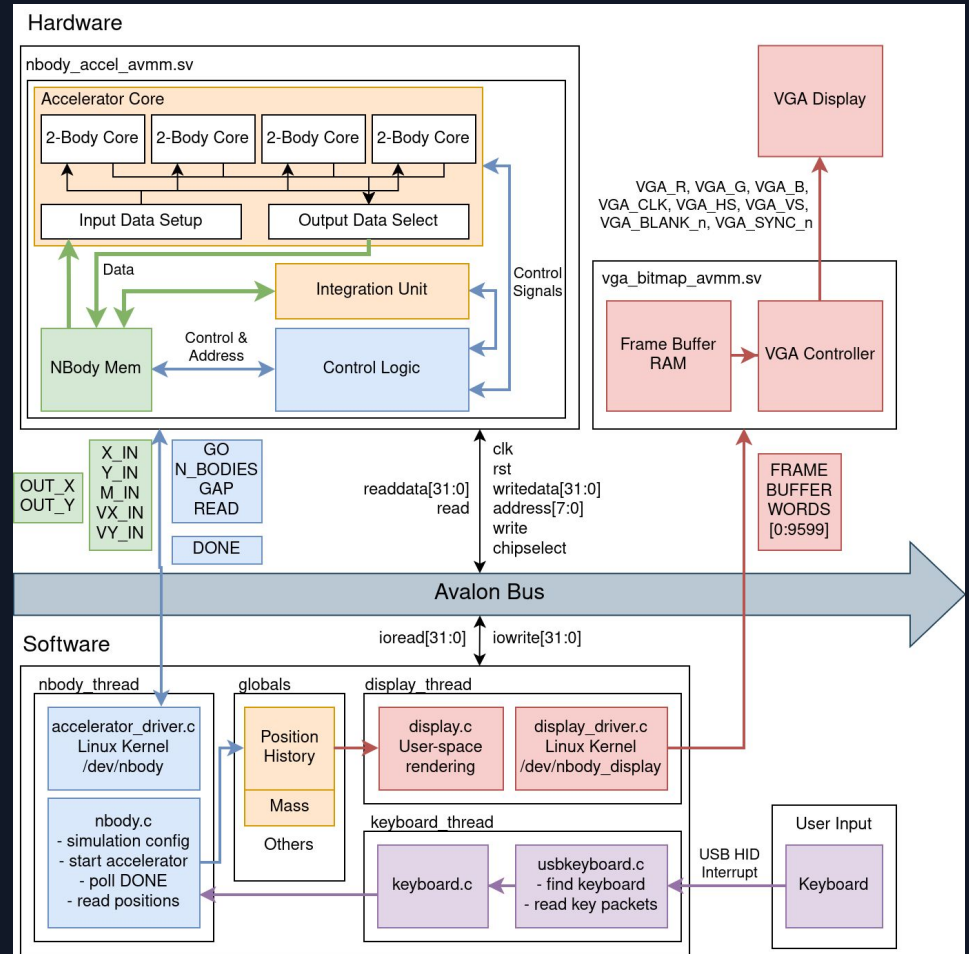 Hardware
nbody_accel_avmm.sv
Accelerator Core
2-Body Core
2-Body Core
2-Body Core
2-Body Core
Input Data Setup
Output Data Select
Data
Integration Unit
Control
Signals
NBody Mem
Control &
Address
Control Logic
VGA Display
VGA_R, VGA_G, VGA_B,
VGA_CLK, VGA_HS, VGA_VS,
VGA_BLANK_n, VGA_SYNC_n
vga_bitmap_avmm.sv
Frame Buffer
RAM
VGA Controller
OUT_X
OUT_Y
X_IN
Y_IN
M_IN
VX_IN
VY_IN
GO
N_BODIES
GAP
READ
DONE
readdata[31:0]
read
clk
rst
writedata[31:0]
address[7:0]
write
chipselect
FRAME
BUFFER
WORDS
[0:9599]
Avalon Bus
Software
ioread[31:0]
iowrite[31:0]
nbody_thread
accelerator_driver.c
Linux Kernel
/dev/nbody
nbody.c
- simulation config
- start accelerator
- poll DONE
- read positions
globals
Position
History
Mass
Others
display_thread
display.c
User-space
rendering
display_driver.c
Linux Kernel
/dev/nbody_display
keyboard_thread
keyboard.c
usbkeyboard.c
- find keyboard
- read key packets
USB HID
Interrupt
User Input
Keyboard